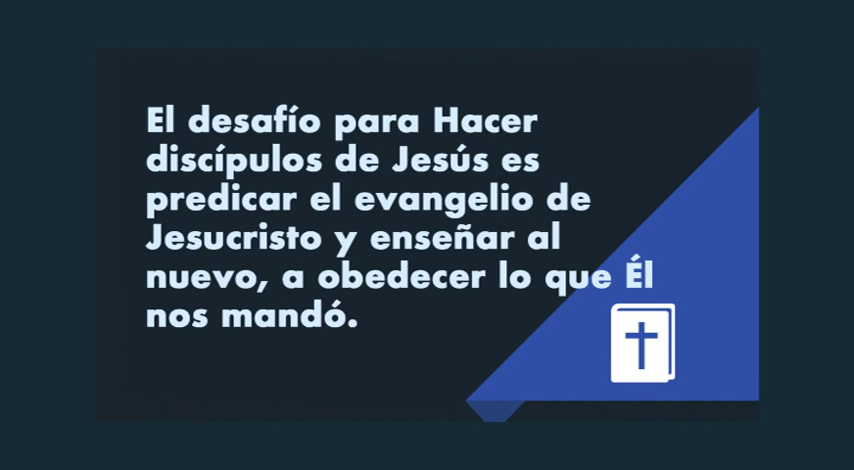 El desafío para Hacer
discípulos de Jesús es
predicar el evangelio de
Jesucristo y enseñar al
nuevo, a obedecer lo que Él
nos mandó.